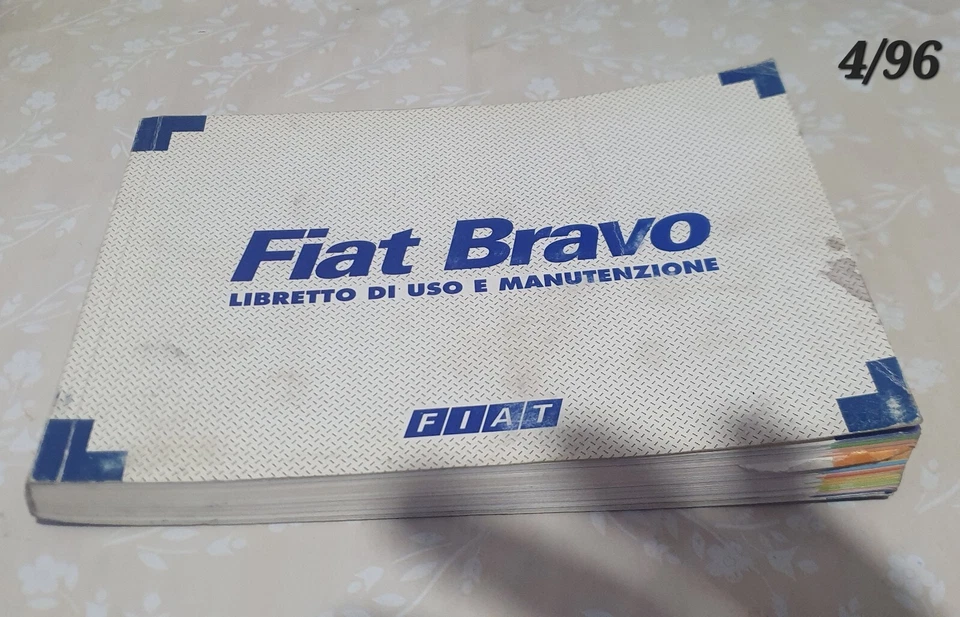 4/96
Fiat Bravo
LIBRETTO DI USO E MANUTENZIONE
FIAT